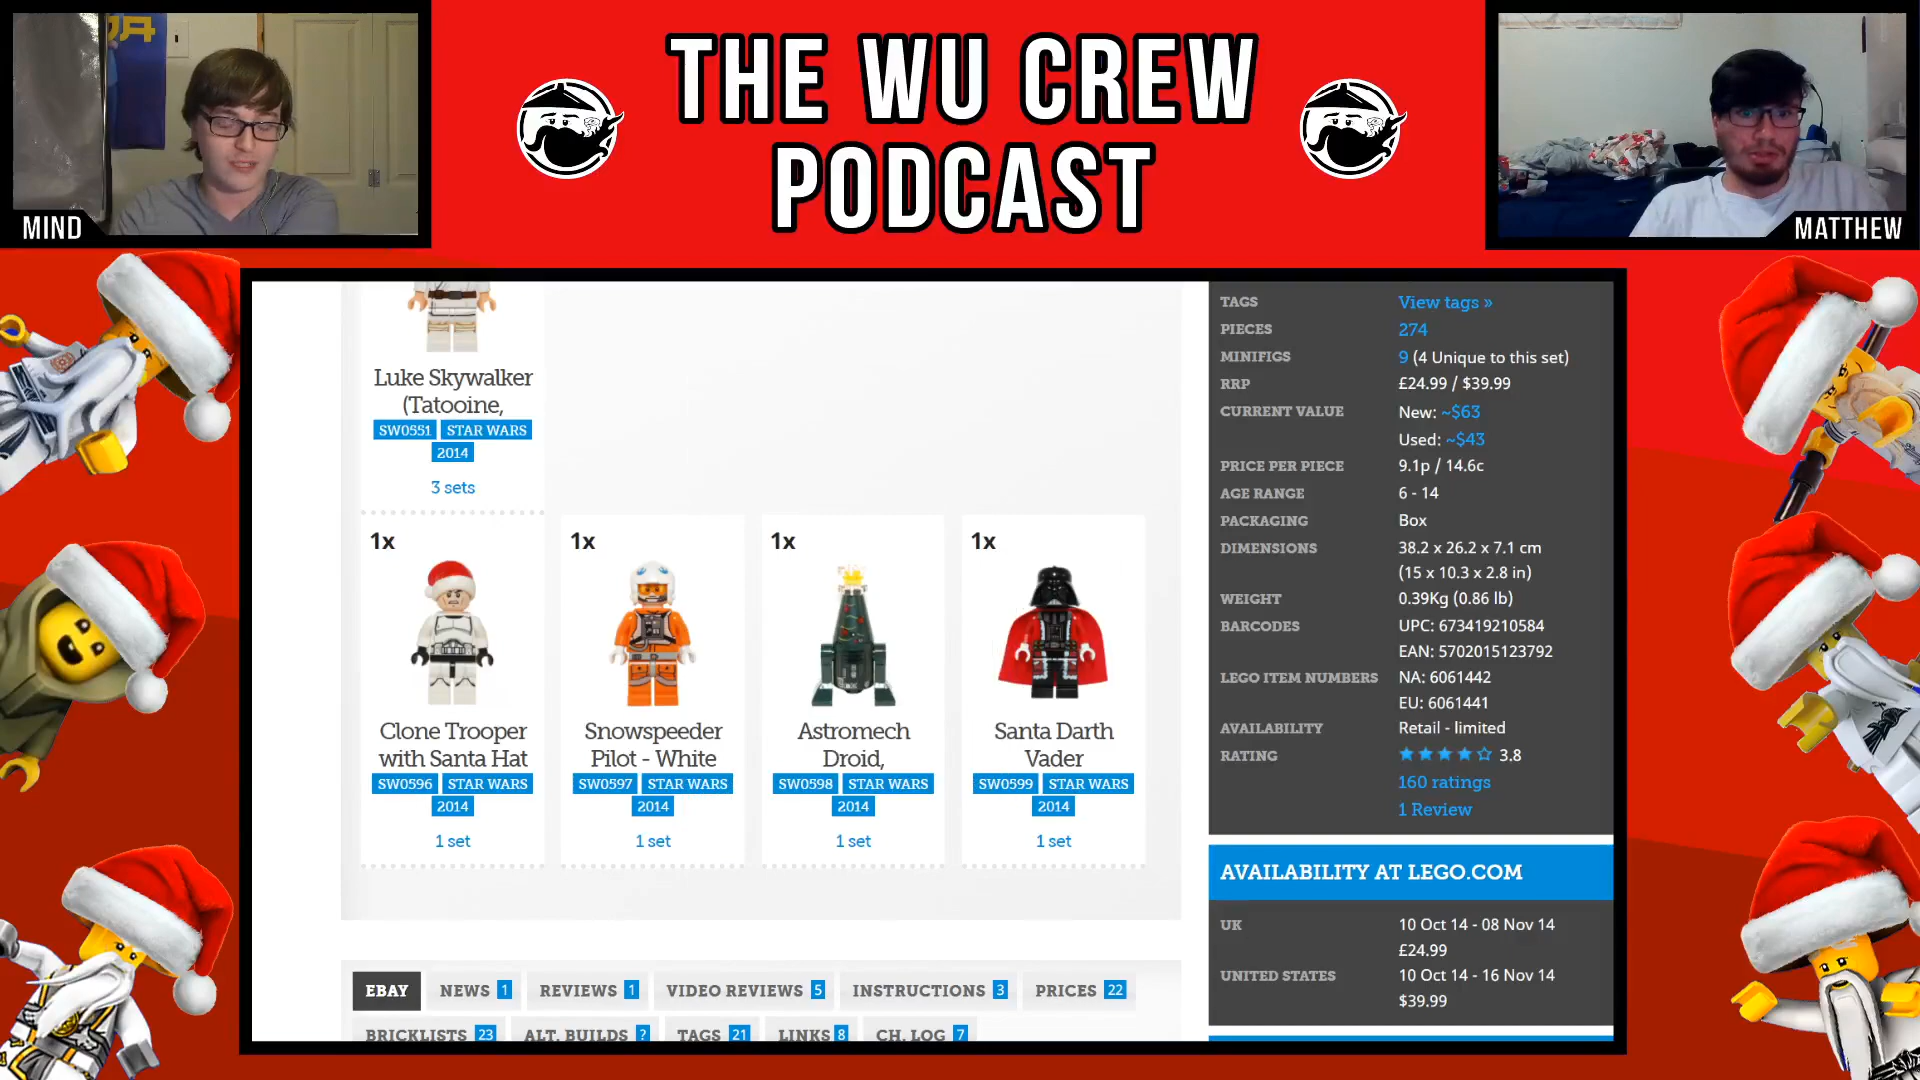 THE WU CREW
PODCAST
MIND
MATTHEW
Luke Skywalker
(Tatooine,
SW0551 STAR WARS
2014
3 sets
1x
Clone Trooper
with Santa Hat
SW0596 STAR WARS
2014
1 set
1x
Snowspeeder
Pilot - White
SW0597 STAR WARS
2014
1 set
1x
Astromech
Droid,
SW0598 STAR WARS
2014
1 set
1x
Santa Darth
Vader
SW0599 STAR WARS
2014
1 set
EBAY NEWS 1 REVIEWS 1 VIDEO REVIEWS 5 INSTRUCTIONS 3 PRICES 22
BRICKLISTS 23 ALT. BUILDS ? TAGS 21 LINKS 8 CH. LOG 7
TAGS View tags »
PIECES 274
MINIFIGS 9 (4 Unique to this set)
RRP £24.99 / $39.99
CURRENT VALUE New: ~$63
Used: ~$43
PRICE PER PIECE 9.1p / 14.6c
AGE RANGE 6 - 14
PACKAGING Box
DIMENSIONS 38.2 x 26.2 x 7.1 cm
(15 x 10.3 x 2.8 in)
WEIGHT 0.39Kg (0.86 lb)
BARCODES UPC: 673419210584
EAN: 5702015123792
LEGO ITEM NUMBERS NA: 6061442
EU: 6061441
AVAILABILITY Retail - limited
RATING 3.8
160 ratings
1 Review
AVAILABILITY AT LEGO.COM
UK 10 Oct 14 - 08 Nov 14
£24.99
UNITED STATES 10 Oct 14 - 16 Nov 14
$39.99